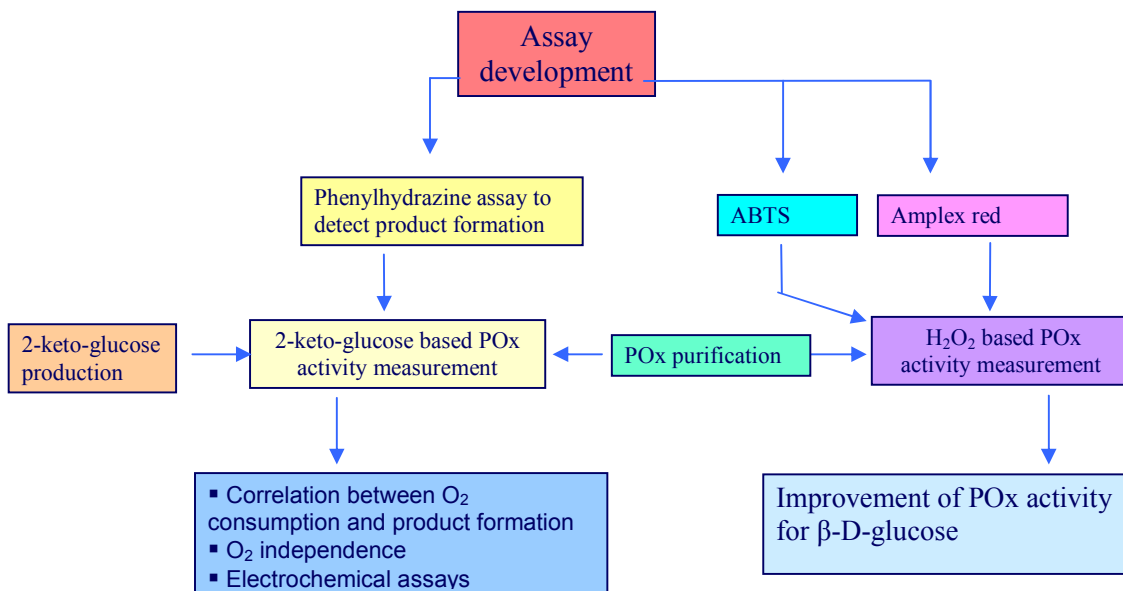 Assay
development
Phenylhydrazine assay to
detect product formation
ABTS
Amplex red
2-keto-glucose
production
2-keto-glucose based POx
activity measurement
POx purification
H₂O₂ based POx
activity measurement
▪ Correlation between O₂
consumption and product formation
▪ O₂ independence
▪ Electrochemical assays
Improvement of POx activity
for β-D-glucose